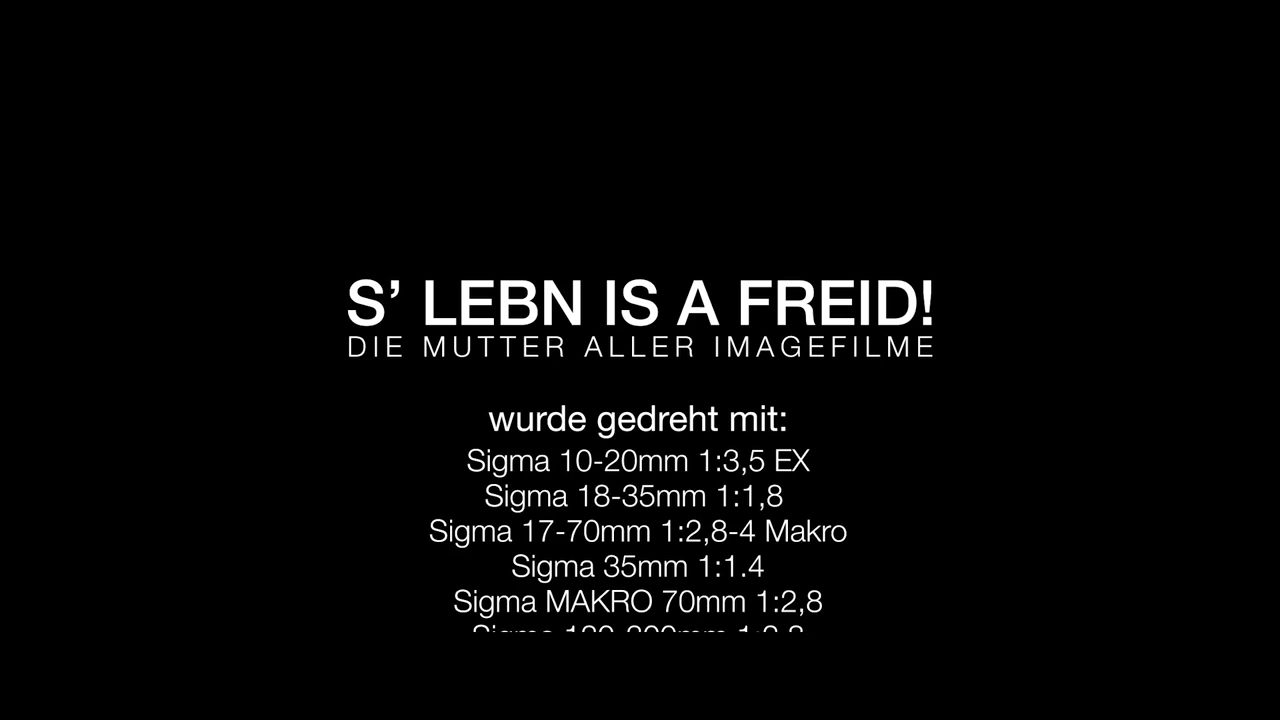 S’ LEBN IS A FREID!
DIE MUTTER ALLER IMAGEFILME
wurde gedreht mit:
Sigma 10-20mm 1:3,5 EX
Sigma 18-35mm 1:1,8
Sigma 17-70mm 1:2,8-4 Makro
Sigma 35mm 1:1.4
Sigma MAKRO 70mm 1:2,8
Sigma